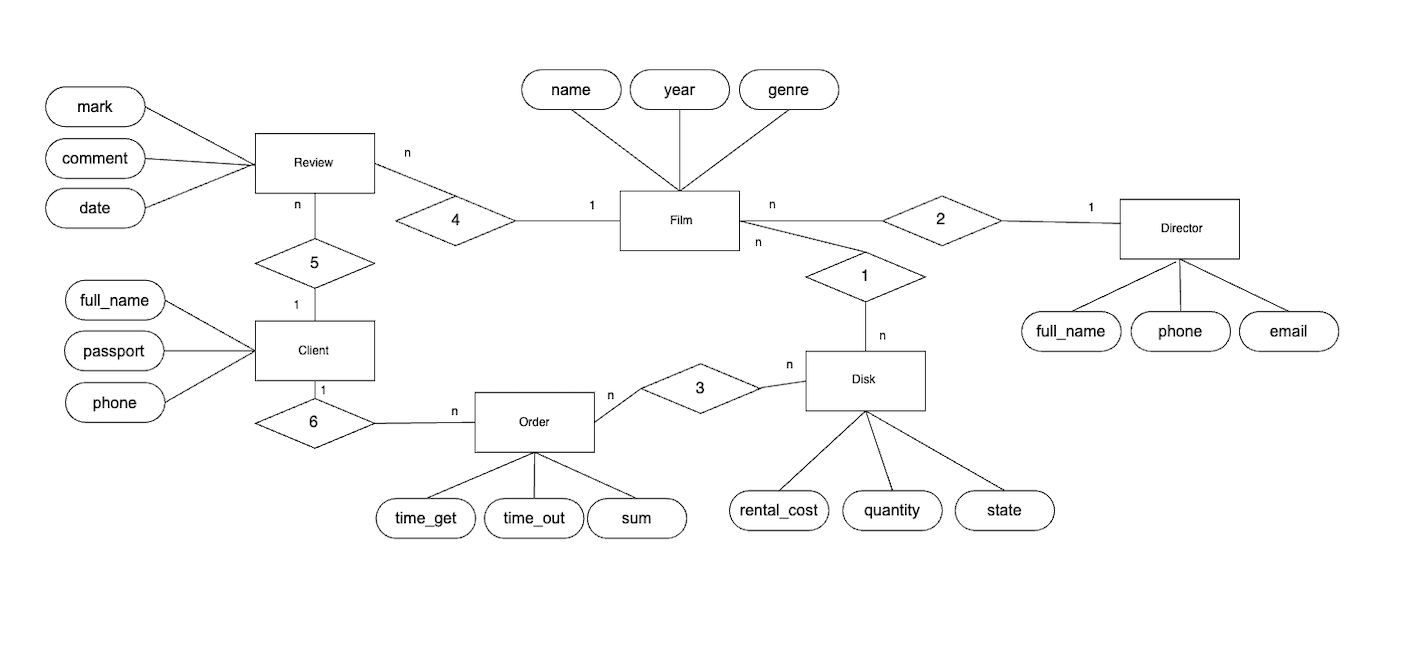 name
year
genre
mark
Review
n
comment
date
n
4
1
Film
n
2
1
Director
n
5
1
1
n
full_name
phone
email
full_name
passport
phone
Client
1
6
n
Order
n
3
n
Disk
time_get
time_out
sum
rental_cost
quantity
state